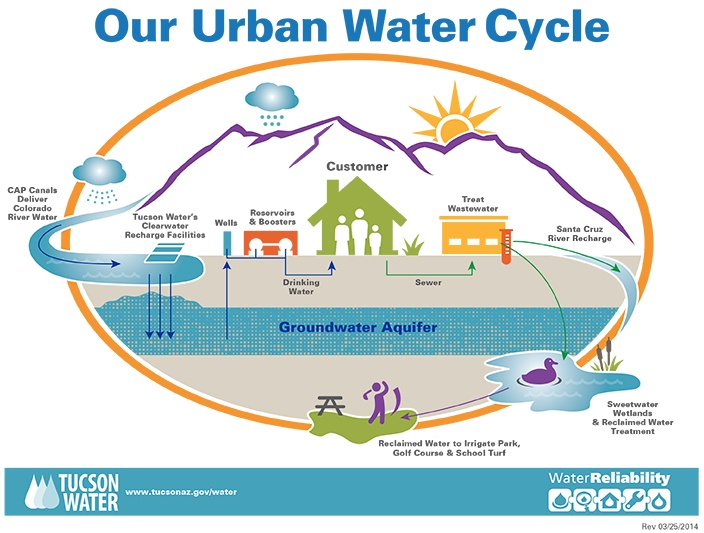 Our Urban Water Cycle
CAP Canals
Deliver
Colorado
River Water
Tucson Water's
Clearwater
Recharge Facilities
Wells
Reservoirs
& Boosters
Customer
Treat
Wastewater
Santa Cruz
River Recharge
Drinking
Water
Sewer
Groundwater Aquifer
Sweetwater
Wetlands
& Reclaimed Water
Treatment
Reclaimed Water to Irrigate Park,
Golf Course & School Turf
TUCSON
WATER
www.tucsonaz.gov/water
WaterReliability
Rev 03/25/2014